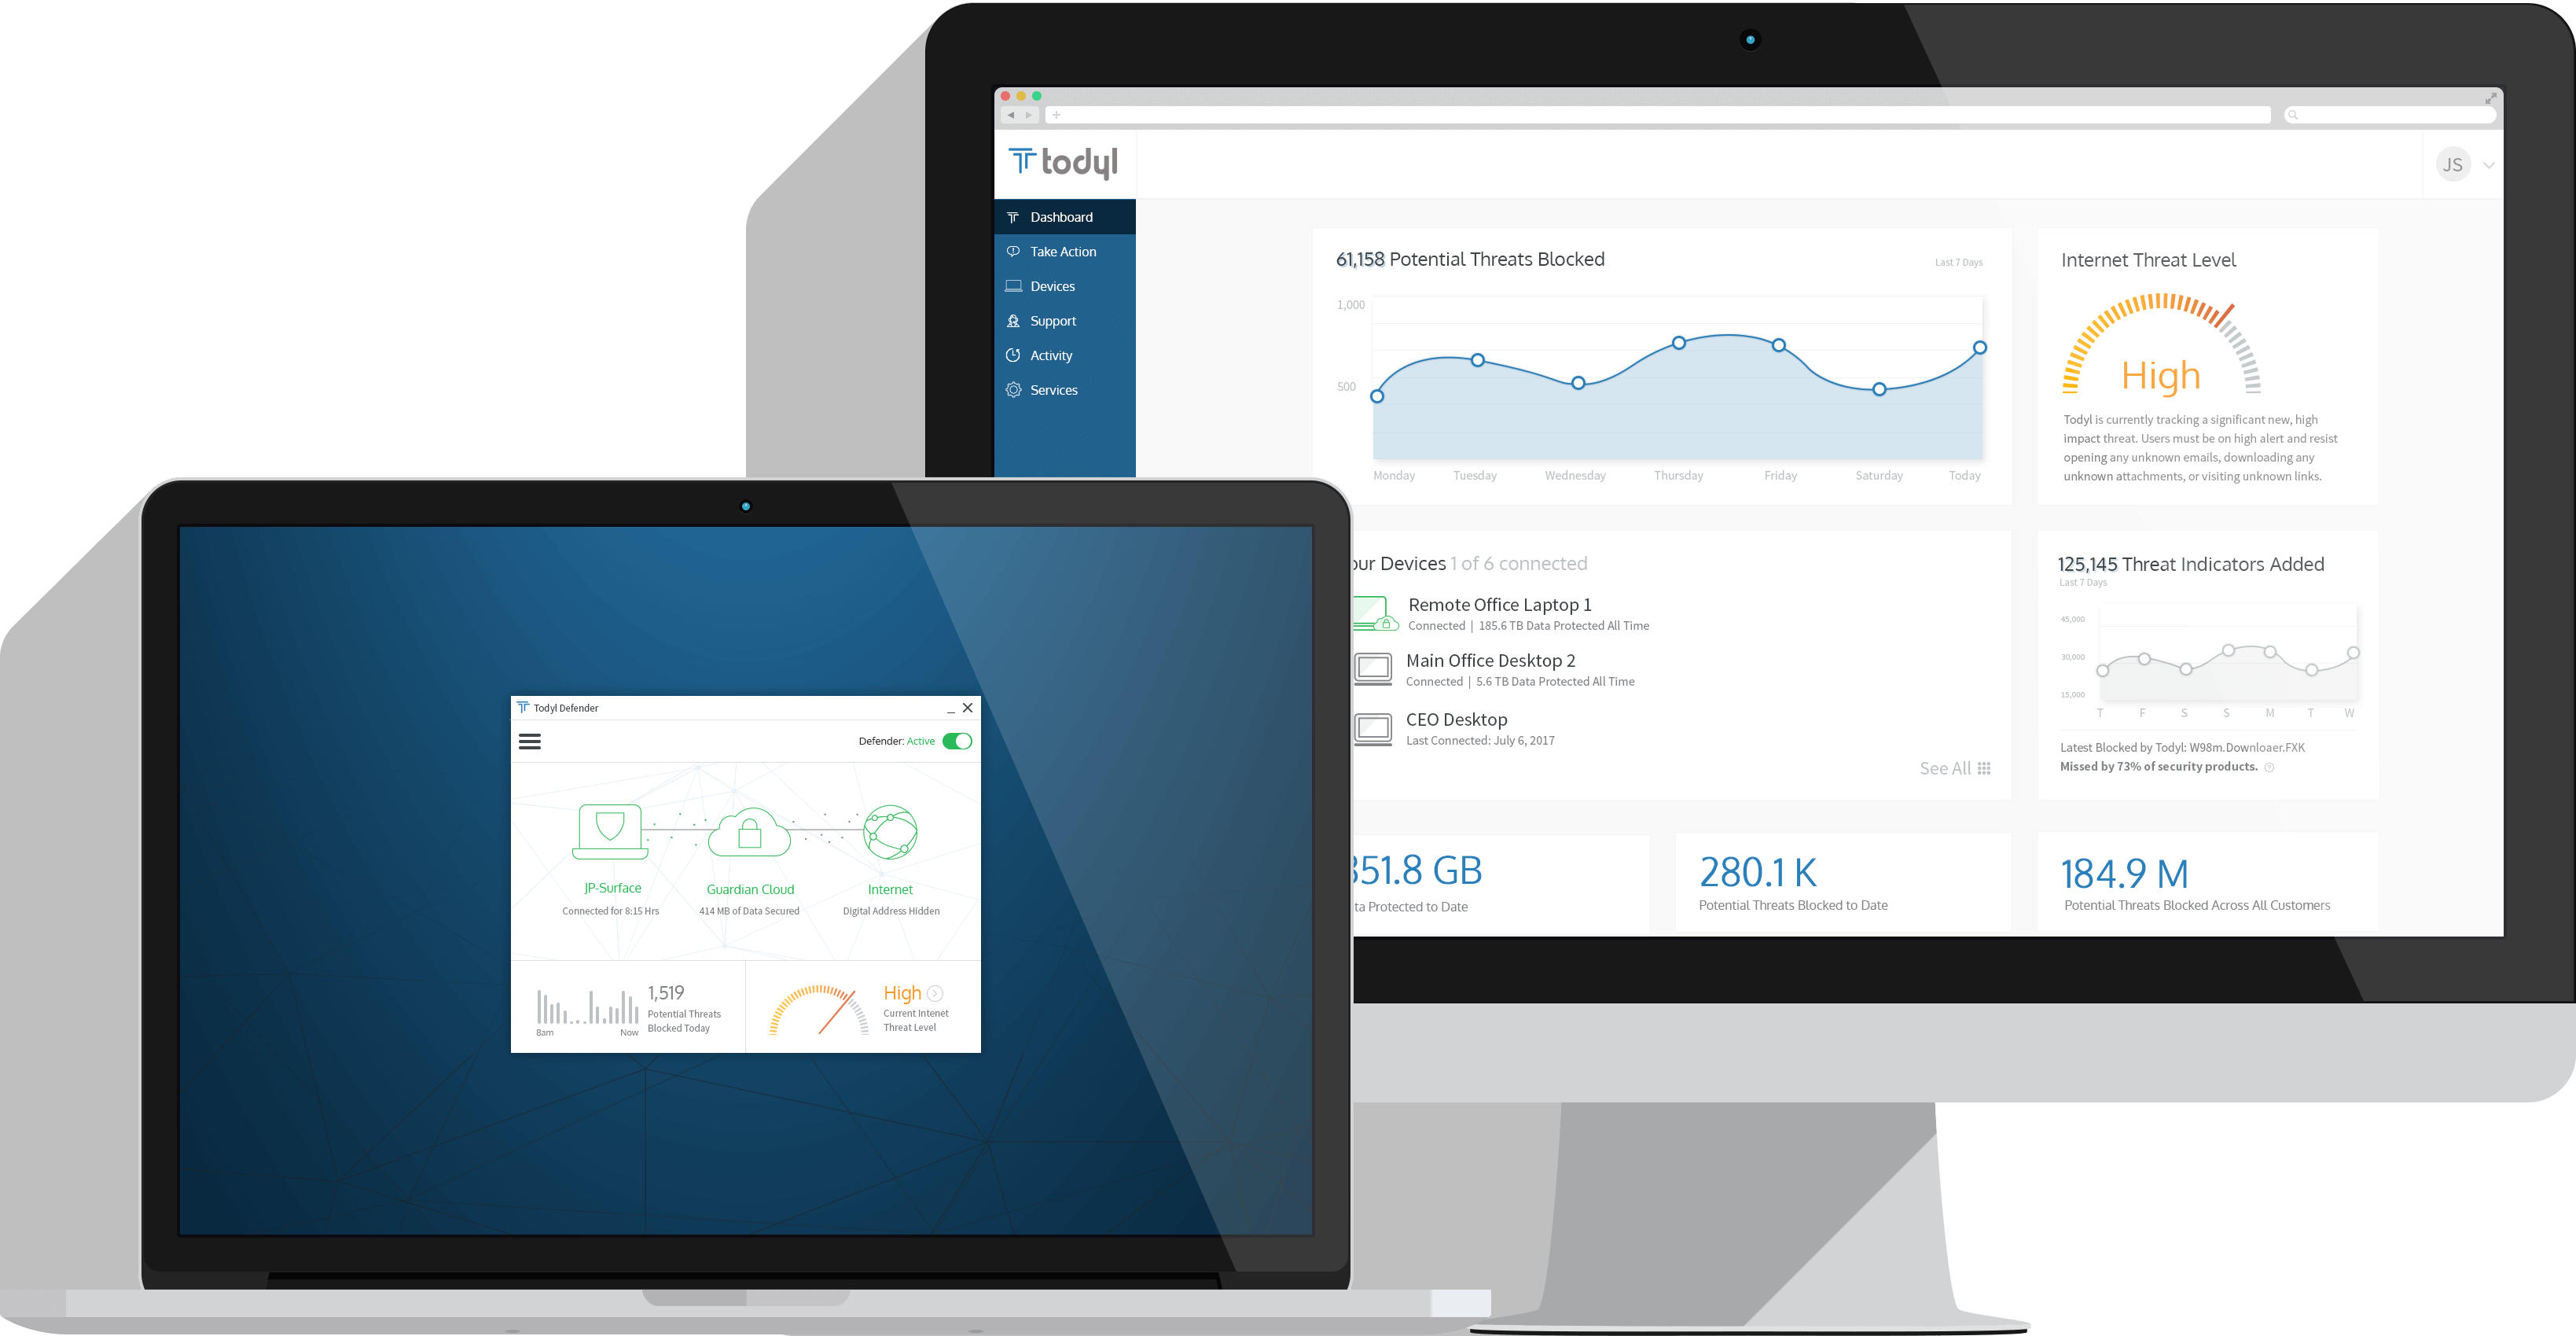 todyl
JS
Dashboard
Take Action
Devices
Support
Activity
Services
61,158 Potential Threats Blocked
Last 7 Days
1,000
500
Monday Tuesday Wednesday Thursday Friday Saturday Today
Internet Threat Level
High
Todyl is currently tracking a significant new, high
impact threat. Users must be on high alert and resist
opening any unknown emails, downloading any
unknown attachments, or visiting unknown links.
our Devices 1 of 6 connected
Remote Office Laptop 1
Connected | 185.6 TB Data Protected All Time
Main Office Desktop 2
Connected | 5.6 TB Data Protected All Time
CEO Desktop
Last Connected: July 6, 2017
See All
125,145 Threat Indicators Added
Last 7 Days
45,000
30,000
15,000
T F S S M T W
Latest Blocked by Todyl: W98m.Downloaer.FXK
Missed by 73% of security products.
51.8 GB
ta Protected to Date
280.1 K
Potential Threats Blocked to Date
184.9 M
Potential Threats Blocked Across All Customers
Todyl Defender
Defender: Active
JP-Surface
Connected for 8:15 Hrs
Guardian Cloud
414 MB of Data Secured
Internet
Digital Address Hidden
8am Now
1,519
Potential Threats
Blocked Today
High
Current Intenet
Threat Level